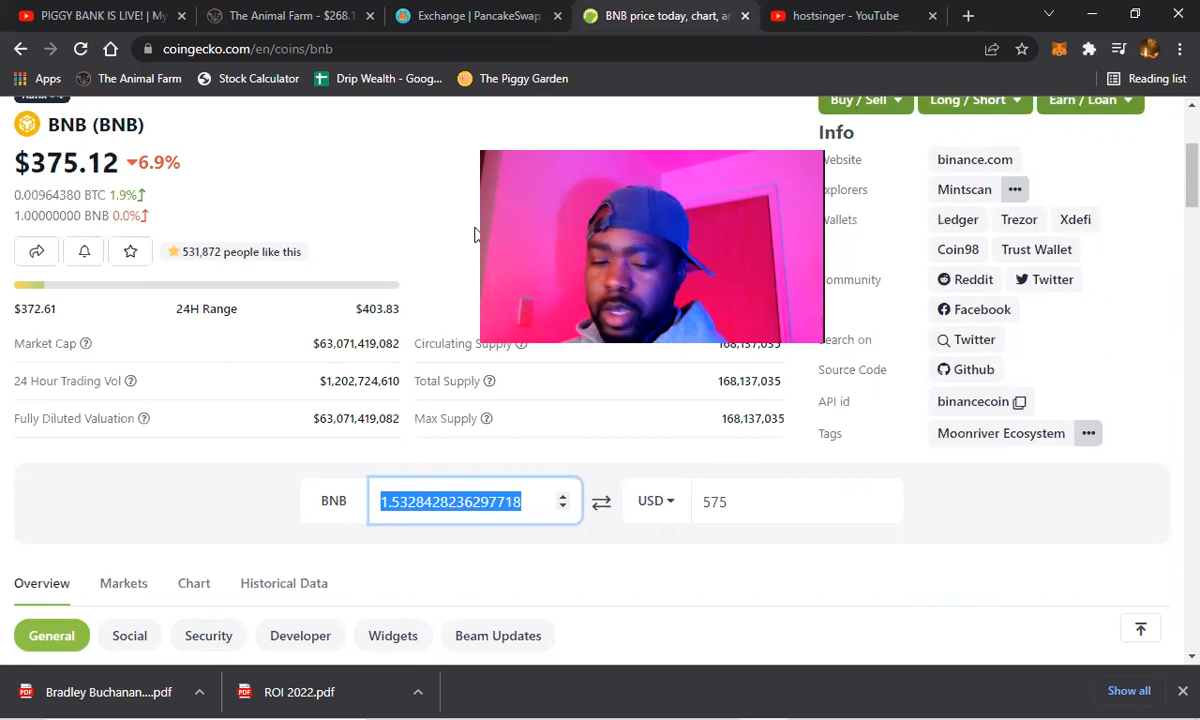 PIGGY BANK IS LIVE! | My
The Animal Farm - $268.1
Exchange | PancakeSwap
BNB price today, chart, a
hostsinger - YouTube
coingecko.com/en/coins/bnb
Apps
The Animal Farm
Stock Calculator
Drip Wealth - Goog...
The Piggy Garden
Reading list
Buy / Sell
Long / Short
Earn / Loan
BNB (BNB)
Info
$375.12 6.9%
Website
binance.com
0.00964380 BTC 1.9%
Mintscan
1.00000000 BNB 0.0%
Ledger
Trezor
Xdefi
531,872 people like this
Coin98
Trust Wallet
Reddit
Twitter
$372.61
24H Range
$403.83
Facebook
Market Cap
$63,071,419,082
Circulating Supply
168,137,035
Twitter
Source Code
Github
24 Hour Trading Vol
$1,202,724,610
Total Supply
168,137,035
API id
binancecoin
Fully Diluted Valuation
$63,071,419,082
Max Supply
168,137,035
Tags
Moonriver Ecosystem
BNB
1.5328428236297718
USD
575
Overview
Markets
Chart
Historical Data
General
Social
Security
Developer
Widgets
Beam Updates
Bradley Buchanan....pdf
ROI 2022.pdf
Show all